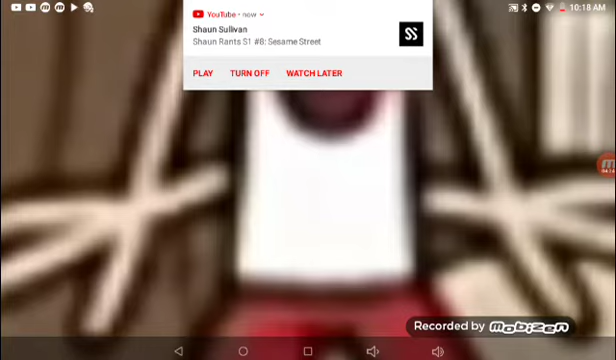 10:18 AM
YouTube • now
Shaun Sullivan
Shaun Rants S1 #8: Sesame Street
PLAY TURN OFF WATCH LATER
Recorded by mobizen